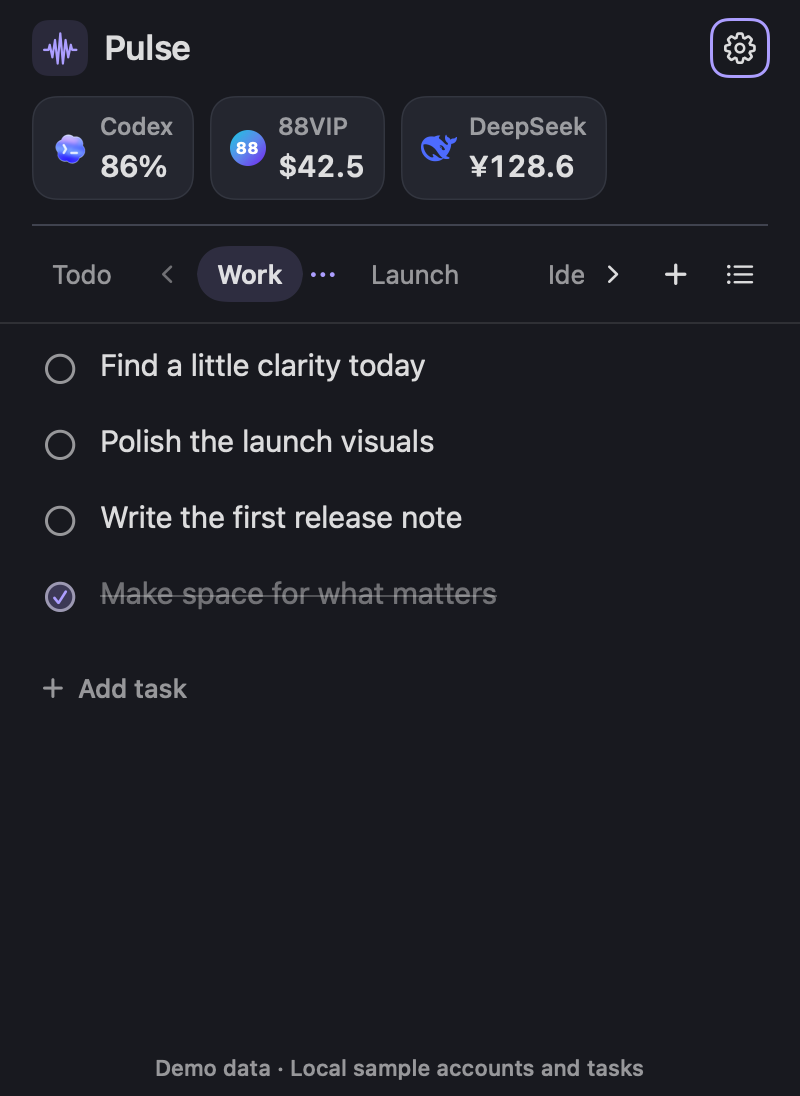 Pulse
Codex
86%
88
88VIP
$42.5
DeepSeek
¥128.6
Todo
Work
Launch
Ide
Find a little clarity today
Polish the launch visuals
Write the first release note
Make space for what matters
+ Add task
Demo data · Local sample accounts and tasks